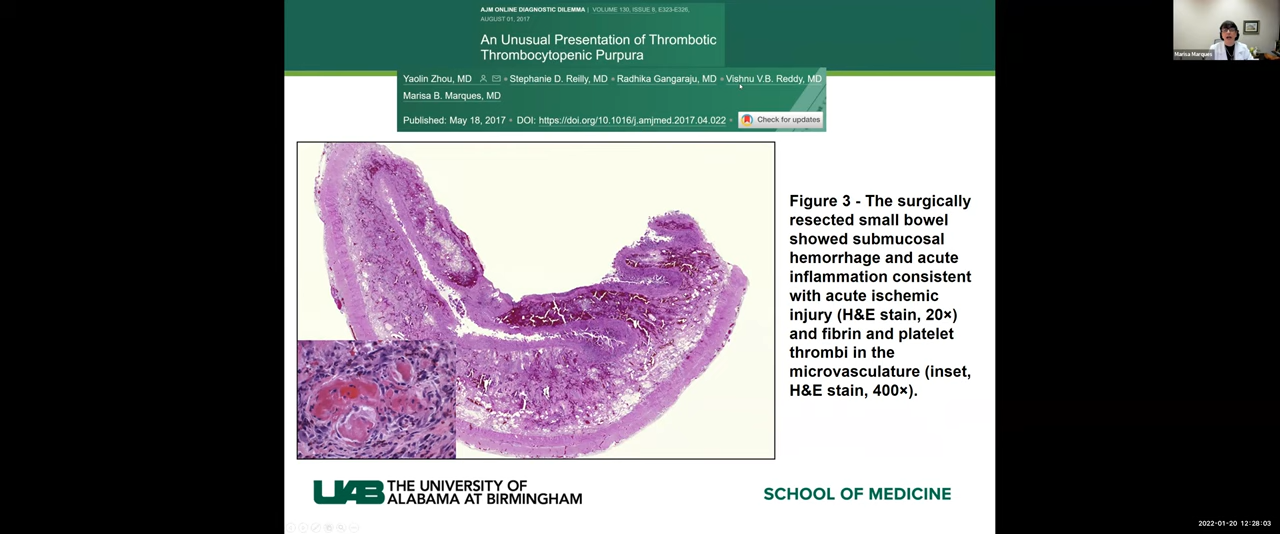 AJM ONLINE DIAGNOSTIC DILEMMA | VOLUME 130, ISSUE 8, E323-E326,
AUGUST 01, 2017
An Unusual Presentation of Thrombotic
Thrombocytopenic Purpura
Yaolin Zhou, MD • Stephanie D. Reilly, MD • Radhika Gangaraju, MD • Vishnu V.B. Reddy, MD
Marisa B. Marques, MD
Published: May 18, 2017 • DOI: https://doi.org/10.1016/j.amjmed.2017.04.022 • Check for updates
Marisa Marques
Figure 3 - The surgically
resected small bowel
showed submucosal
hemorrhage and acute
inflammation consistent
with acute ischemic
injury (H&E stain, 20×)
and fibrin and platelet
thrombi in the
microvasculature (inset,
H&E stain, 400×).
UAB THE UNIVERSITY OF
ALABAMA AT BIRMINGHAM
SCHOOL OF MEDICINE
2022-01-20 12:28:03